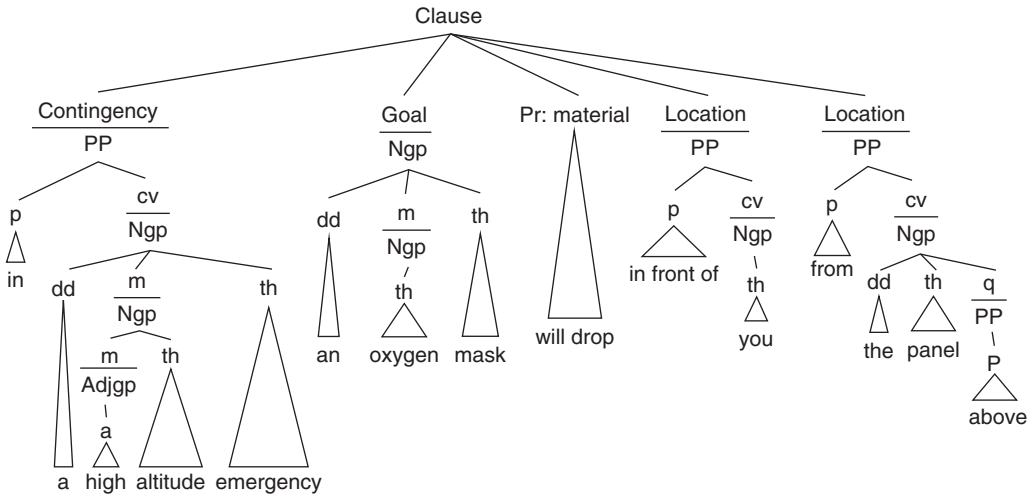 Clause
Contingency Goal Pr: material Location Location
PP Ngp PP PP
p cv dd m th p cv p cv
Ngp Ngp Ngp Ngp
in in front of from
dd m th th th dd th q
Ngp PP
an oxygen mask will drop you the panel
m th P
Adjgp
a above
a high altitude emergency